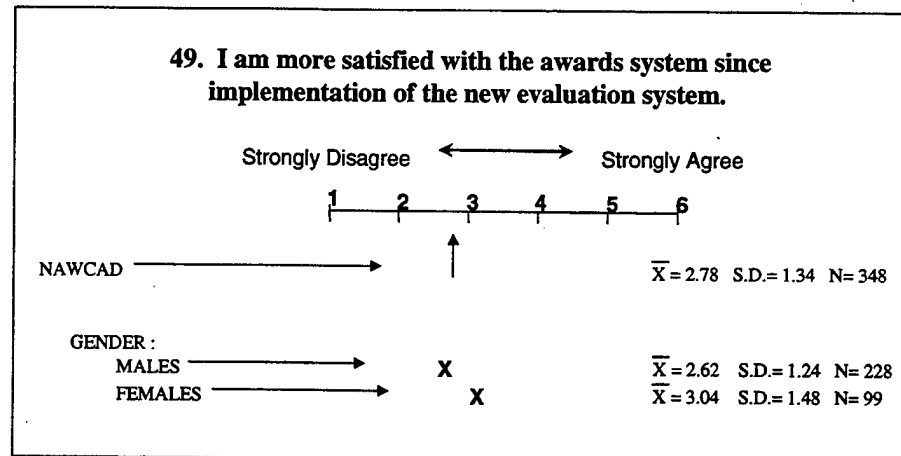 49. I am more satisfied with the awards system since
implementation of the new evaluation system.
Strongly Disagree Strongly Agree
1 2 3 4 5 6
NAWCAD X̅ = 2.78 S.D.= 1.34 N= 348
GENDER :
MALES X X̅ = 2.62 S.D.= 1.24 N= 228
FEMALES X X̅ = 3.04 S.D.= 1.48 N= 99